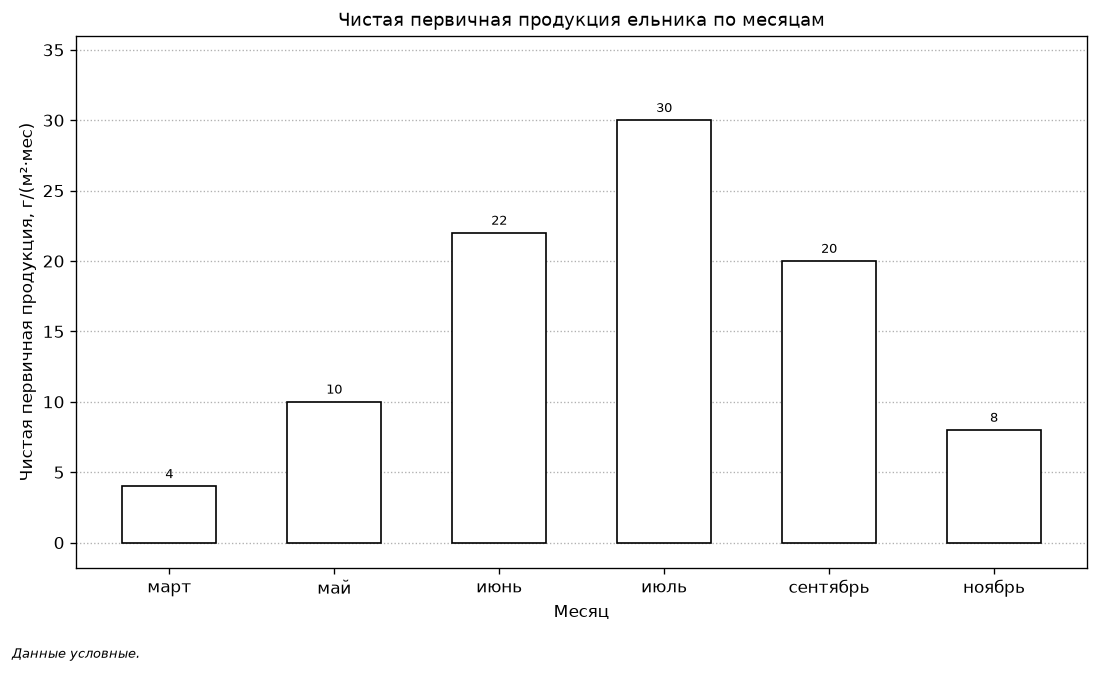 Чистая первичная продукция ельника по месяцам
Чистая первичная продукция, г/(м²·мес)
35
30
25
20
15
10
5
0
4
10
22
30
20
8
март май июнь июль сентябрь ноябрь
Месяц
Данные условные.